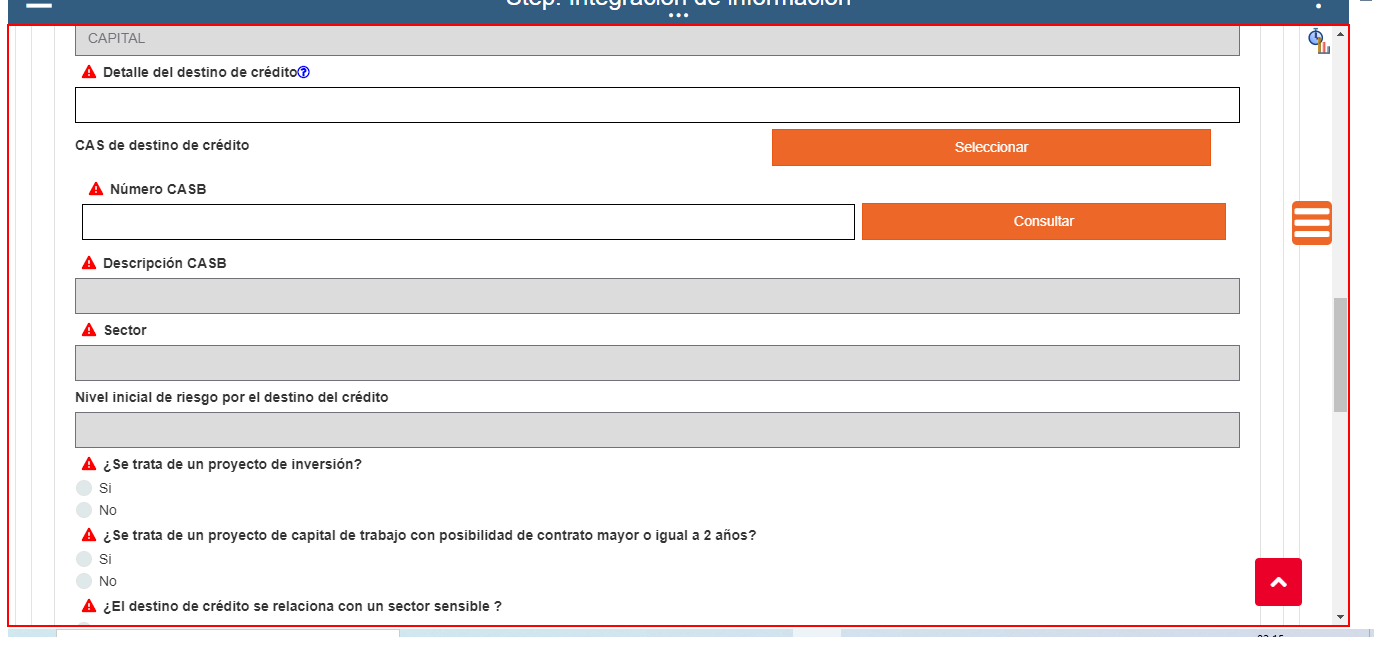 Step: Integración de información
CAPITAL
Detalle del destino de crédito
CAS de destino de crédito
Seleccionar
Número CASB
Consultar
Descripción CASB
Sector
Nivel inicial de riesgo por el destino del crédito
¿Se trata de un proyecto de inversión?
Si
No
¿Se trata de un proyecto de capital de trabajo con posibilidad de contrato mayor o igual a 2 años?
Si
No
¿El destino de crédito se relaciona con un sector sensible ?